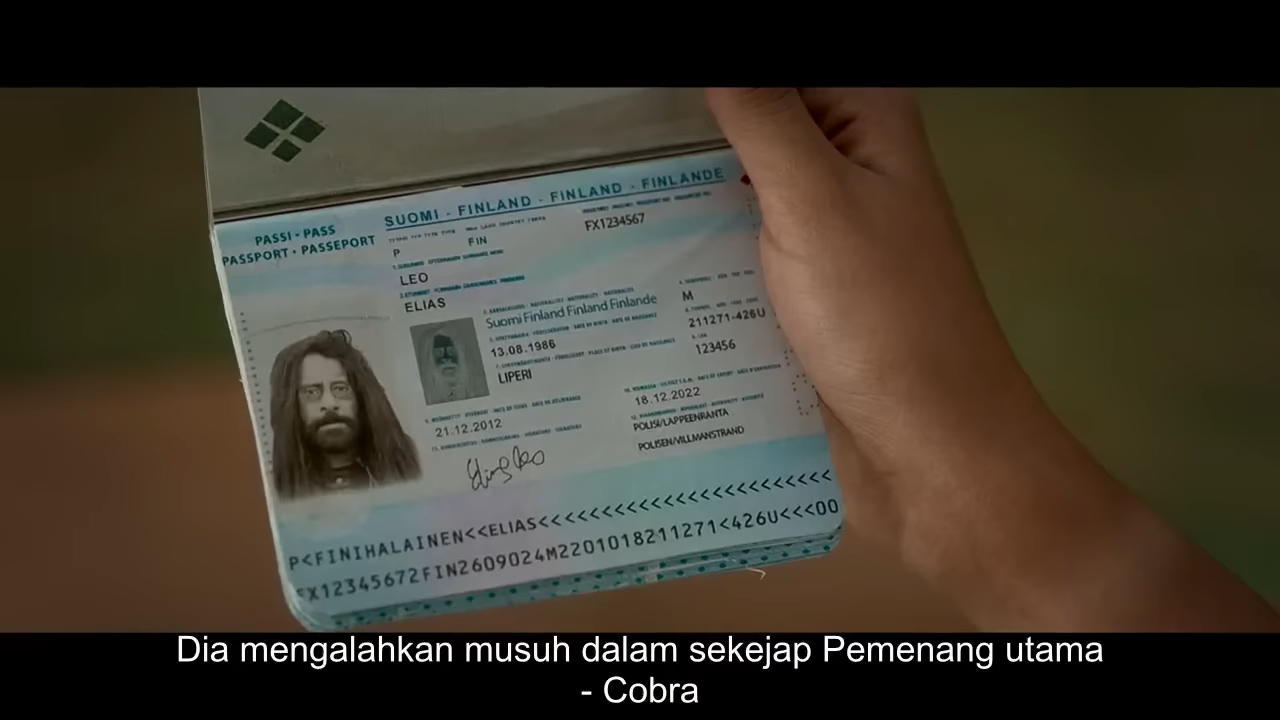 SUOMI - FINLAND - FINLAND - FINLANDE
PASSI - PASS
PASSPORT - PASSEPORT
P
FIN
FX1234567
LEO
ELIAS
Suomi Finland Finland Finlande
M
13.08.1986
211271-426U
LIPERI
123456
21.12.2012
18.12.2022
POLISI/LAPPEENRANTA
POLISEN/VILLMANSTRAND
P<FINIHALAINEN<<ELIAS<<<<<<<<<<<<<<<<<<<<<<<<
FX12345672FIN2609024M2201018211271<426U<<<00
Dia mengalahkan musuh dalam sekejap Pemenang utama
- Cobra